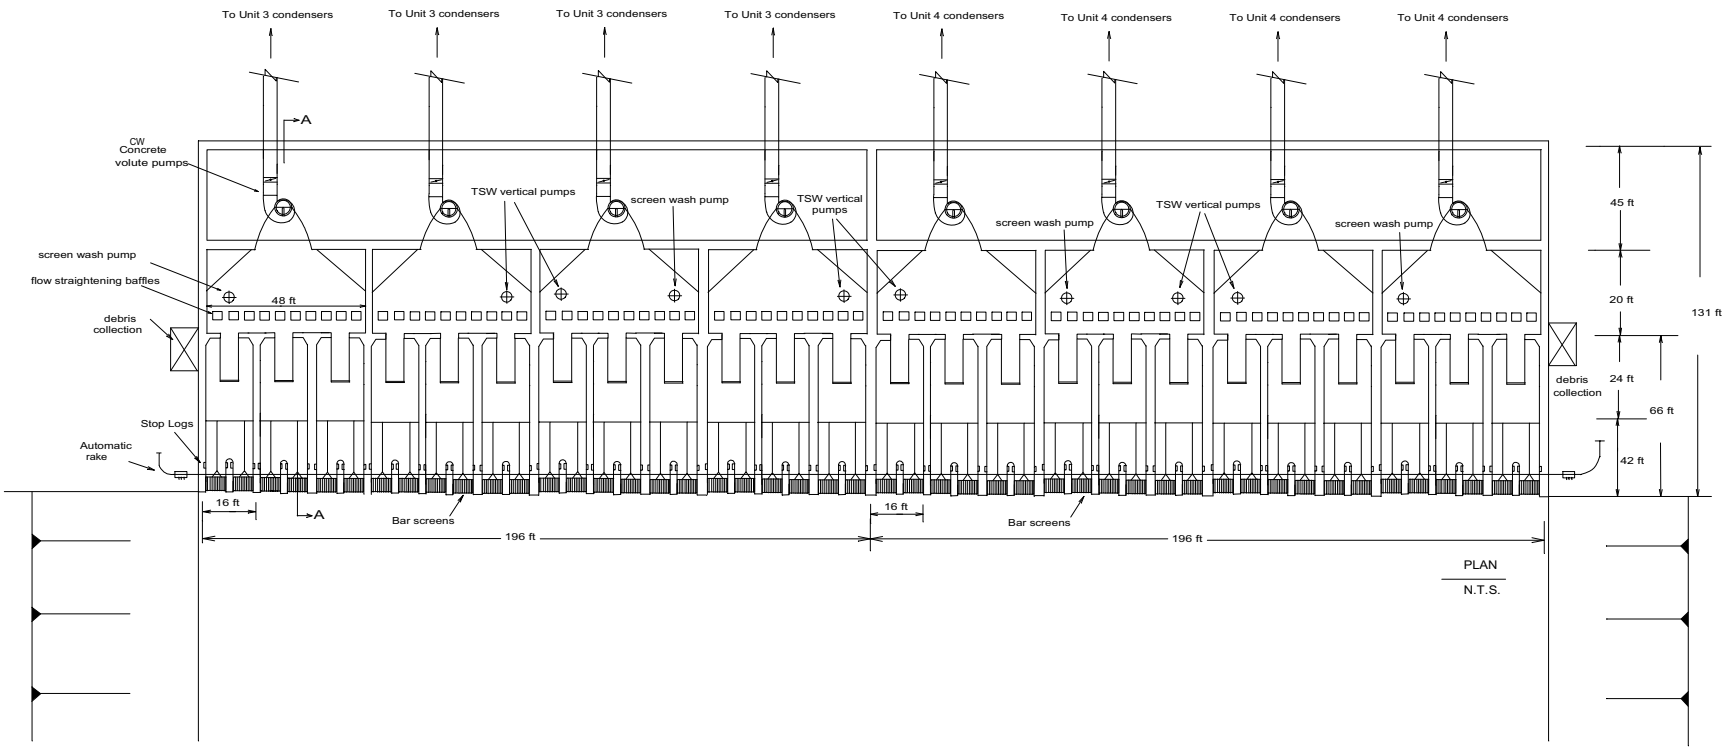 To Unit 3 condensers
To Unit 3 condensers
To Unit 3 condensers
To Unit 3 condensers
To Unit 4 condensers
To Unit 4 condensers
To Unit 4 condensers
To Unit 4 condensers
A
CW
Concrete
volute pumps
TSW vertical pumps
screen wash pump
TSW vertical
pumps
screen wash pump
TSW vertical pumps
screen wash pump
45 ft
screen wash pump
flow straightening baffles
48 ft
20 ft
131 ft
debris
collection
24 ft
debris
collection
66 ft
Stop Logs
Automatic
rake
42 ft
16 ft
A
Bar screens
16 ft
Bar screens
196 ft
196 ft
PLAN
N.T.S.